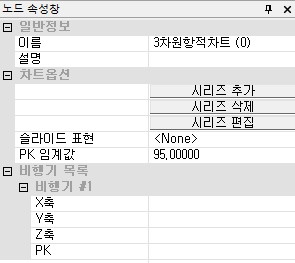 노드 속성창
일반정보
이름 3차원항적차트 (0)
설명
차트옵션
시리즈 추가
시리즈 삭제
시리즈 편집
슬라이드 표현 <None>
PK 임계값 95,00000
비행기 목록
비행기 #1
X축
Y축
Z축
PK